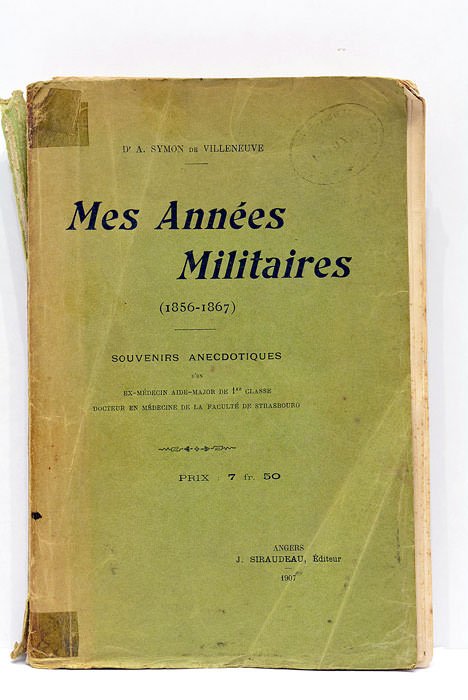 Dr A. SYMON DE VILLENEUVE
Mes Années
Militaires
(1856-1867)
SOUVENIRS ANECDOTIQUES
D'UN
EX-MÉDECIN AIDE-MAJOR DE 1re CLASSE
DOCTEUR EN MÉDECINE DE LA FACULTÉ DE STRASBOURG
PRIX : 7 fr. 50
ANGERS
J. SIRAUDEAU, Éditeur
1907